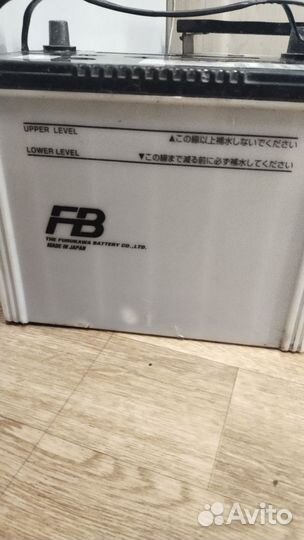 UPPER LEVEL ▲この線以上補水しないでください
LOWER LEVEL ▼この線まで減る前に必ず補水してください
FB
THE FURUKAWA BATTERY CO.,LTD.
MADE IN JAPAN
Avito